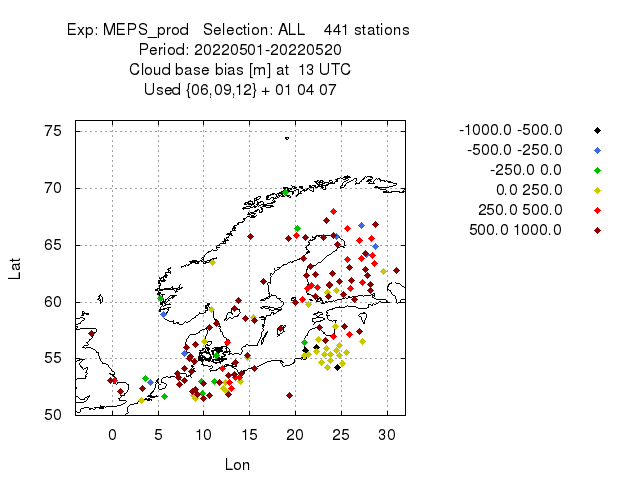 Exp: MEPS_prod   Selection: ALL    441 stations
Period: 20220501-20220520
Cloud base bias [m] at  13 UTC
Used {06,09,12} + 01 04 07
-1000.0 -500.0
-500.0 -250.0
-250.0 0.0
0.0 250.0
250.0 500.0
500.0 1000.0
Lat
75
70
65
60
55
50
0 5 10 15 20 25 30
Lon